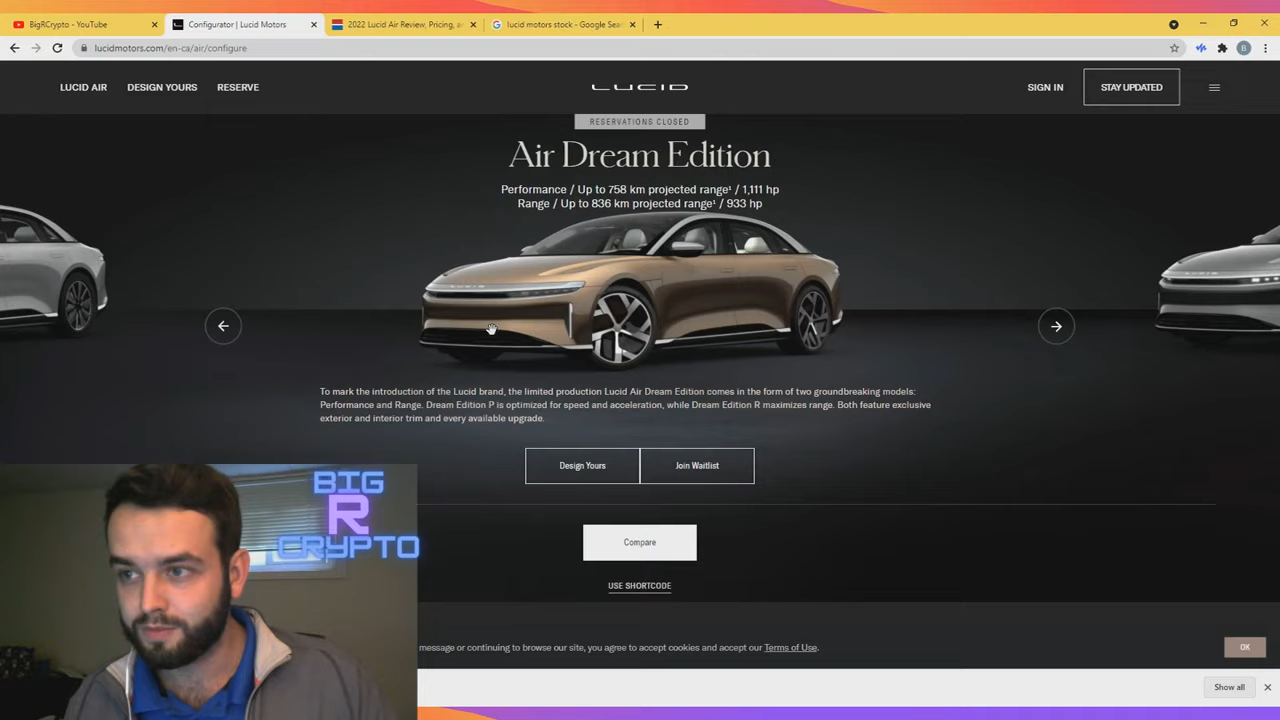 BigRCrypto - YouTube
Configurator | Lucid Motors
2022 Lucid Air Review, Pricing, a
lucid motors stock - Google Sea
lucidmotors.com/en-ca/air/configure
B
LUCID AIR
DESIGN YOURS
RESERVE
LUCID
SIGN IN
STAY UPDATED
RESERVATIONS CLOSED
Air Dream Edition
Performance / Up to 758 km projected range¹ / 1,111 hp
Range / Up to 836 km projected range¹ / 933 hp
To mark the introduction of the Lucid brand, the limited production Lucid Air Dream Edition comes in the form of two groundbreaking models:
Performance and Range. Dream Edition P is optimized for speed and acceleration, while Dream Edition R maximizes range. Both feature exclusive
exterior and interior trim and every available upgrade.
Design Yours
Join Waitlist
Compare
USE SHORTCODE
BIG
R
CRYPTO
message or continuing to browse our site, you agree to accept cookies and accept our Terms of Use.
OK
Show all